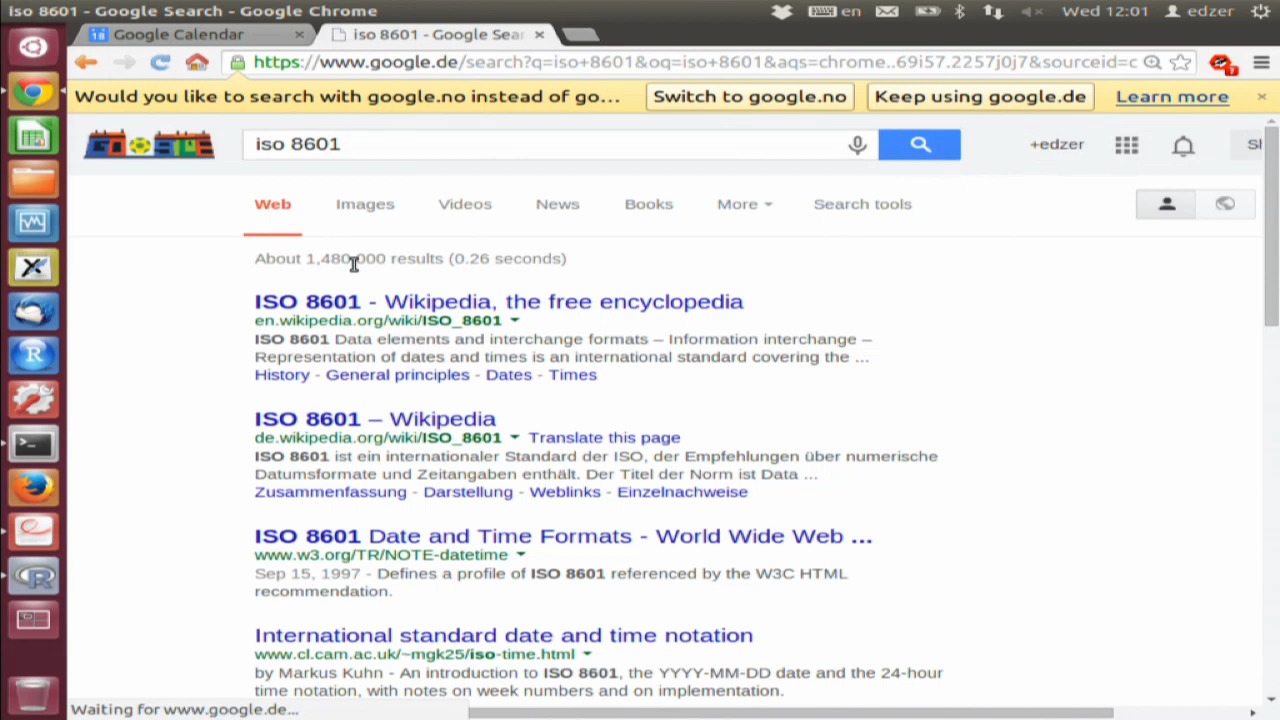 iso 8601 - Google Search - Google Chrome
en
Wed 12:01
edzer
18 Google Calendar
iso 8601 - Google Sear
https://www.google.de/search?q=iso+8601&oq=iso+8601&aqs=chrome..69i57.2257j0j7&sourceid=c
Would you like to search with google.no instead of go...
Switch to google.no
Keep using google.de
Learn more
iso 8601
+edzer
Sh
Web
Images
Videos
News
Books
More
Search tools
About 1,480,000 results (0.26 seconds)
ISO 8601 - Wikipedia, the free encyclopedia
en.wikipedia.org/wiki/ISO_8601
ISO 8601 Data elements and interchange formats – Information interchange –
Representation of dates and times is an international standard covering the ...
History - General principles - Dates - Times
ISO 8601 – Wikipedia
de.wikipedia.org/wiki/ISO_8601 Translate this page
ISO 8601 ist ein internationaler Standard der ISO, der Empfehlungen über numerische
Datumsformate und Zeitangaben enthält. Der Titel der Norm ist Data ...
Zusammenfassung - Darstellung - Weblinks - Einzelnachweise
ISO 8601 Date and Time Formats - World Wide Web ...
www.w3.org/TR/NOTE-datetime
Sep 15, 1997 - Defines a profile of ISO 8601 referenced by the W3C HTML
recommendation.
International standard date and time notation
www.cl.cam.ac.uk/~mgk25/iso-time.html
by Markus Kuhn - An introduction to ISO 8601, the YYYY-MM-DD date and the 24-hour
time notation, with notes on week numbers and on implementation.
Waiting for www.google.de...